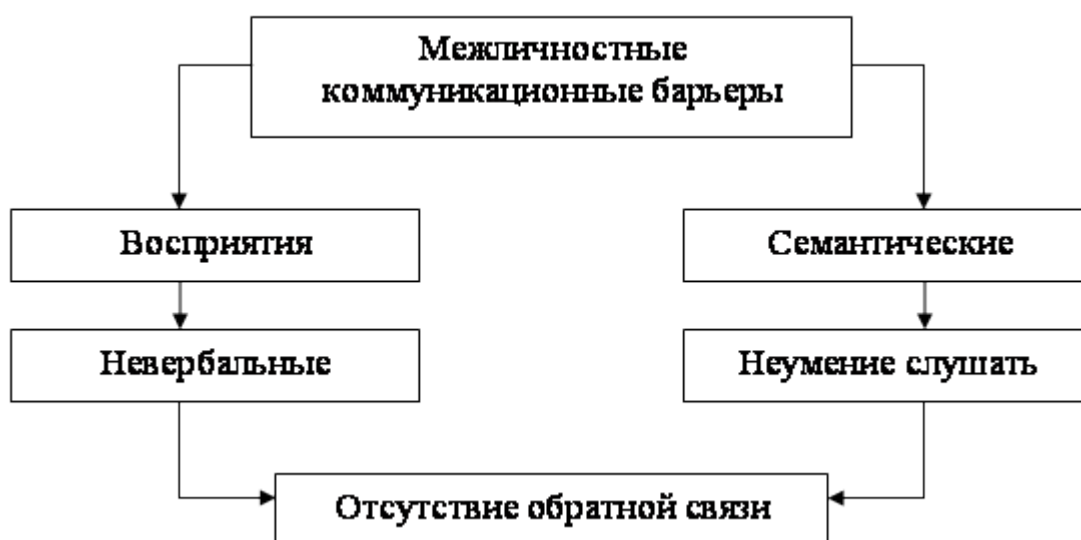 Межличностные
коммуникационные барьеры
Восприятия
Семантические
Невербальные
Неумение слушать
Отсутствие обратной связи